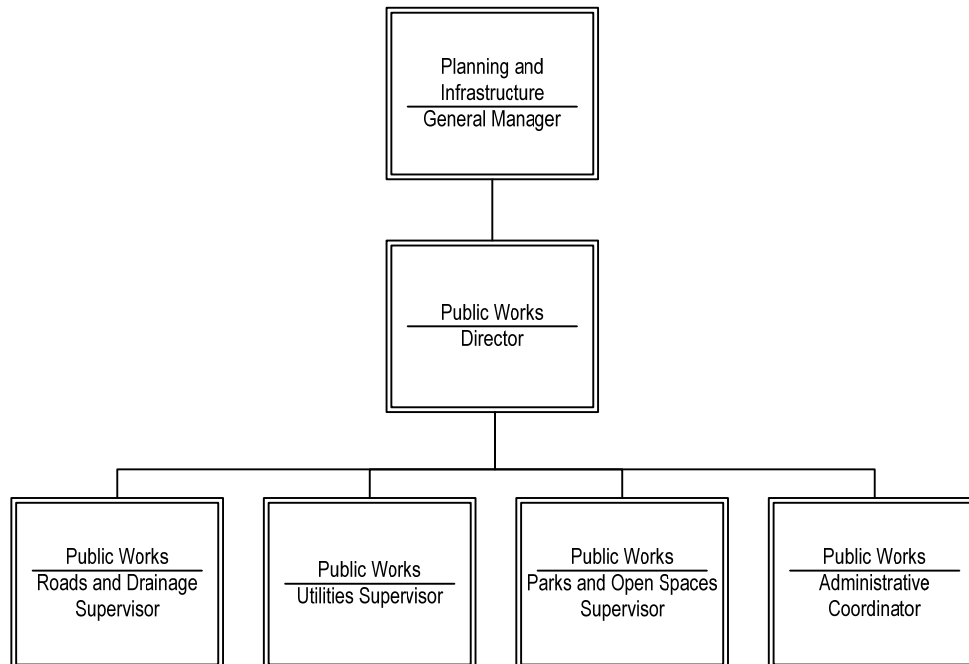 Planning and
Infrastructure
General Manager
Public Works
Director
Public Works
Roads and Drainage
Supervisor
Public Works
Utilities Supervisor
Public Works
Parks and Open Spaces
Supervisor
Public Works
Administrative
Coordinator